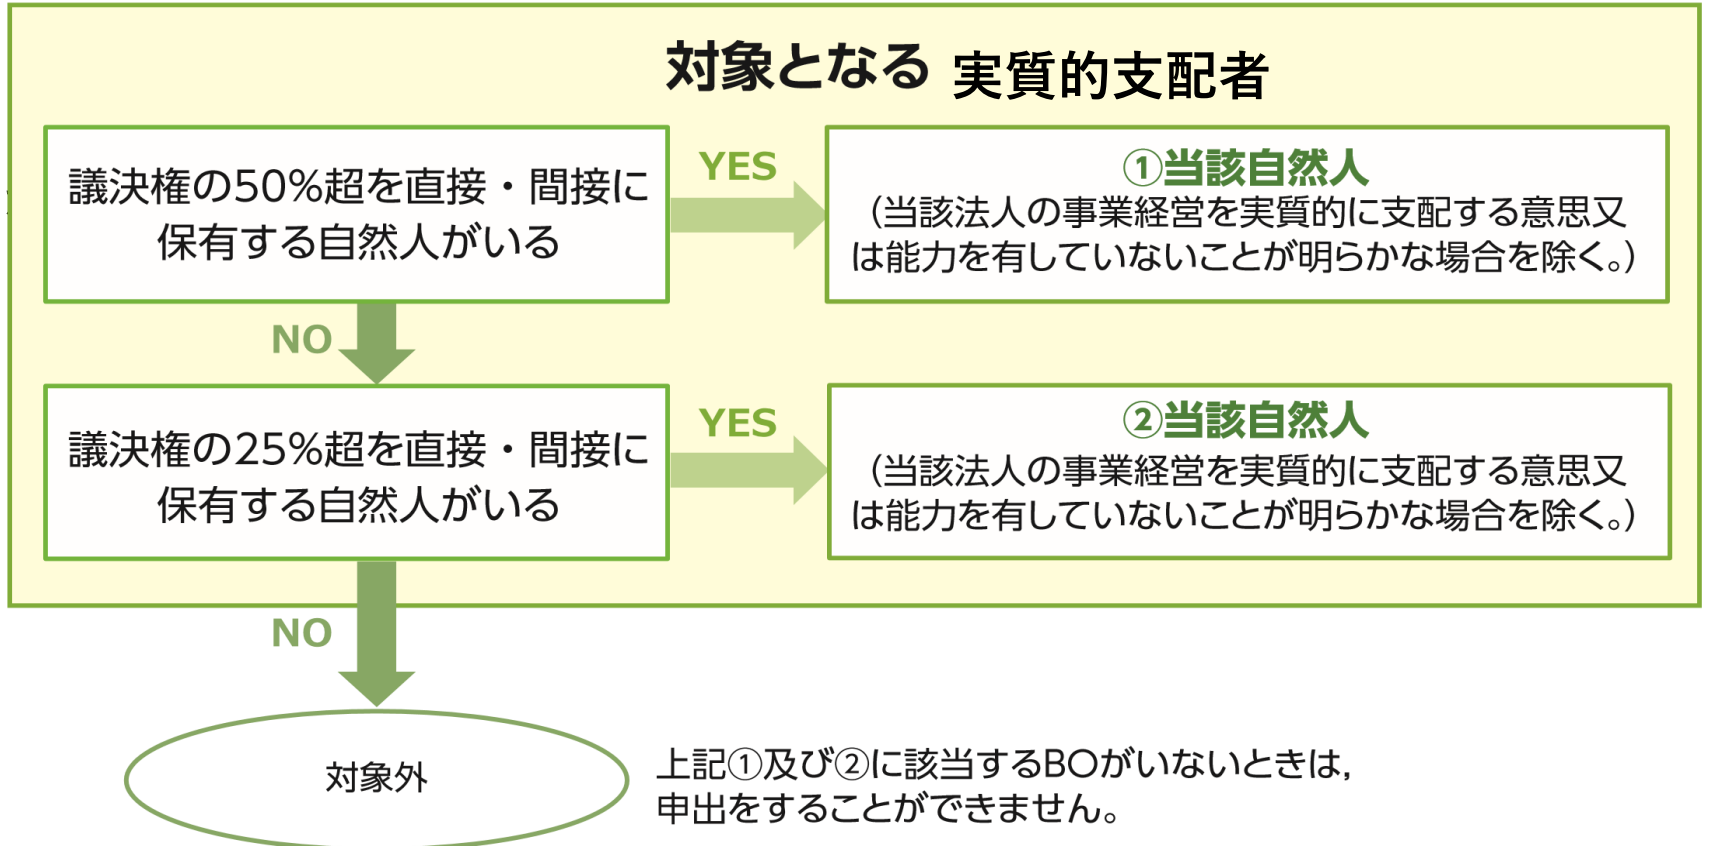 対象となる 実質的支配者
議決権の50%超を直接・間接に
保有する自然人がいる
YES
①当該自然人
（当該法人の事業経営を実質的に支配する意思又
は能力を有していないことが明らかな場合を除く。）
NO
議決権の25%超を直接・間接に
保有する自然人がいる
YES
②当該自然人
（当該法人の事業経営を実質的に支配する意思又
は能力を有していないことが明らかな場合を除く。）
NO
対象外
上記①及び②に該当するBOがいないときは，
申出をすることができません。